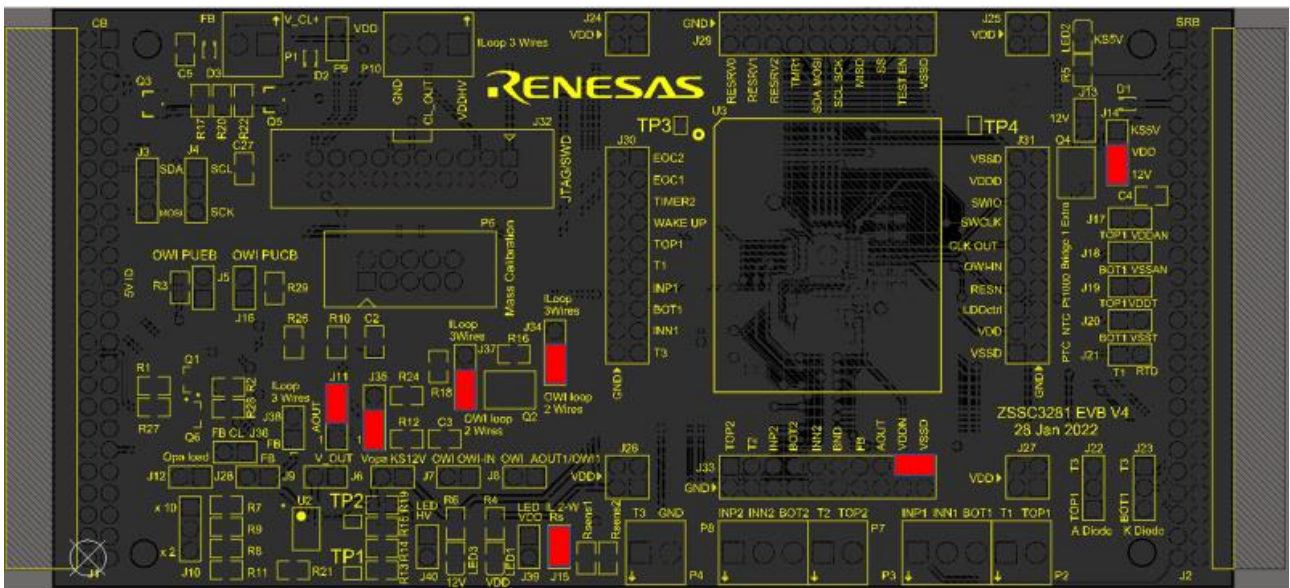 CB
IFB
V_CL+
VDD
J24
GND
J25
LED2
SRB
VDD
J29
VDD
KS5V
C5
D3
P1
D2
P9
P10
ILoop 3 Wires
R5
Q3
GND
CL_OUT
VDDHV
RENESAS
RESRV0
RESRV1
RESRV2
TMR1
SDA MOSI
SCL SCK
MISO
SS
TEST EN
VSSD
J13
D1
R17
R20
R22
Q5
J32
U3
12V
J14
KS5V
TP3
TP4
J3
J4
C27
JTAG/SWD
J30
EOC2
VSSD
J31
Q4
VDD
SDA
SCL
EOC1
VDDD
12V
TIMER2
SWIO
C4
MOSI
SCK
WAKE UP
SWCLK
J17
P6
TOP1
CLK OUT
TOP1 VDDAN
OWI PUEB
OWI PUCB
Mass Calibration
T1
OWI-IN
J18
BOT1 VSSAN
5V IO
R3
J5
R29
INP1
RESN
J19
J16
BOT1
LDOctrl
TOP1 VDDT
ILoop
3Wires
J34
INN1
VDD
J20
R26
R10
C2
ILoop
3Wires
R16
T3
VSSD
BOT1 VSST
J37
J21
PTC NTC Pt1000 Bridge 1 Extra
R1
Q1
J11
J35
R18
GND
GND
T1
RTD
R2
R24
OWI loop
2 Wires
ILoop
3 Wires
AOUT
OWI loop
2 Wires
Q2
ZSSC3281 EVB V4
R27
Q6
R28
J38
FB
R12
C3
TOP2
T2
INP2
BOT2
INN2
BND
FB
AOUT
VDDN
VSSD
28 Jan 2022
FB CL
J36
J26
J27
J22
J23
Opa load
FB
V_OUT
Vopa KS12V
OWI OWI-IN
OWI AOUT1/OWI1
J33
T3
T3
J12
J28
J9
J6
J7
J8
VDD
GND
VDD
U2
TP2
R19
LED
HV
R6
R4
LED
VDD
IL 2-W
Rs
Rsens1
Rsens2
TOP1
BOT1
x 10
R7
R15
T3
GND
P8
INP2 INN2 BOT2
T2
TOP2
P7
INP1 INN1 BOT1
T1
TOP1
A Diode
K Diode
R9
x 2
R8
TP1
R14
LED3
LED1
J1
J10
R11
R21
R13
J40
12V
VDD
J39
J15
P4
P3
P2
J2